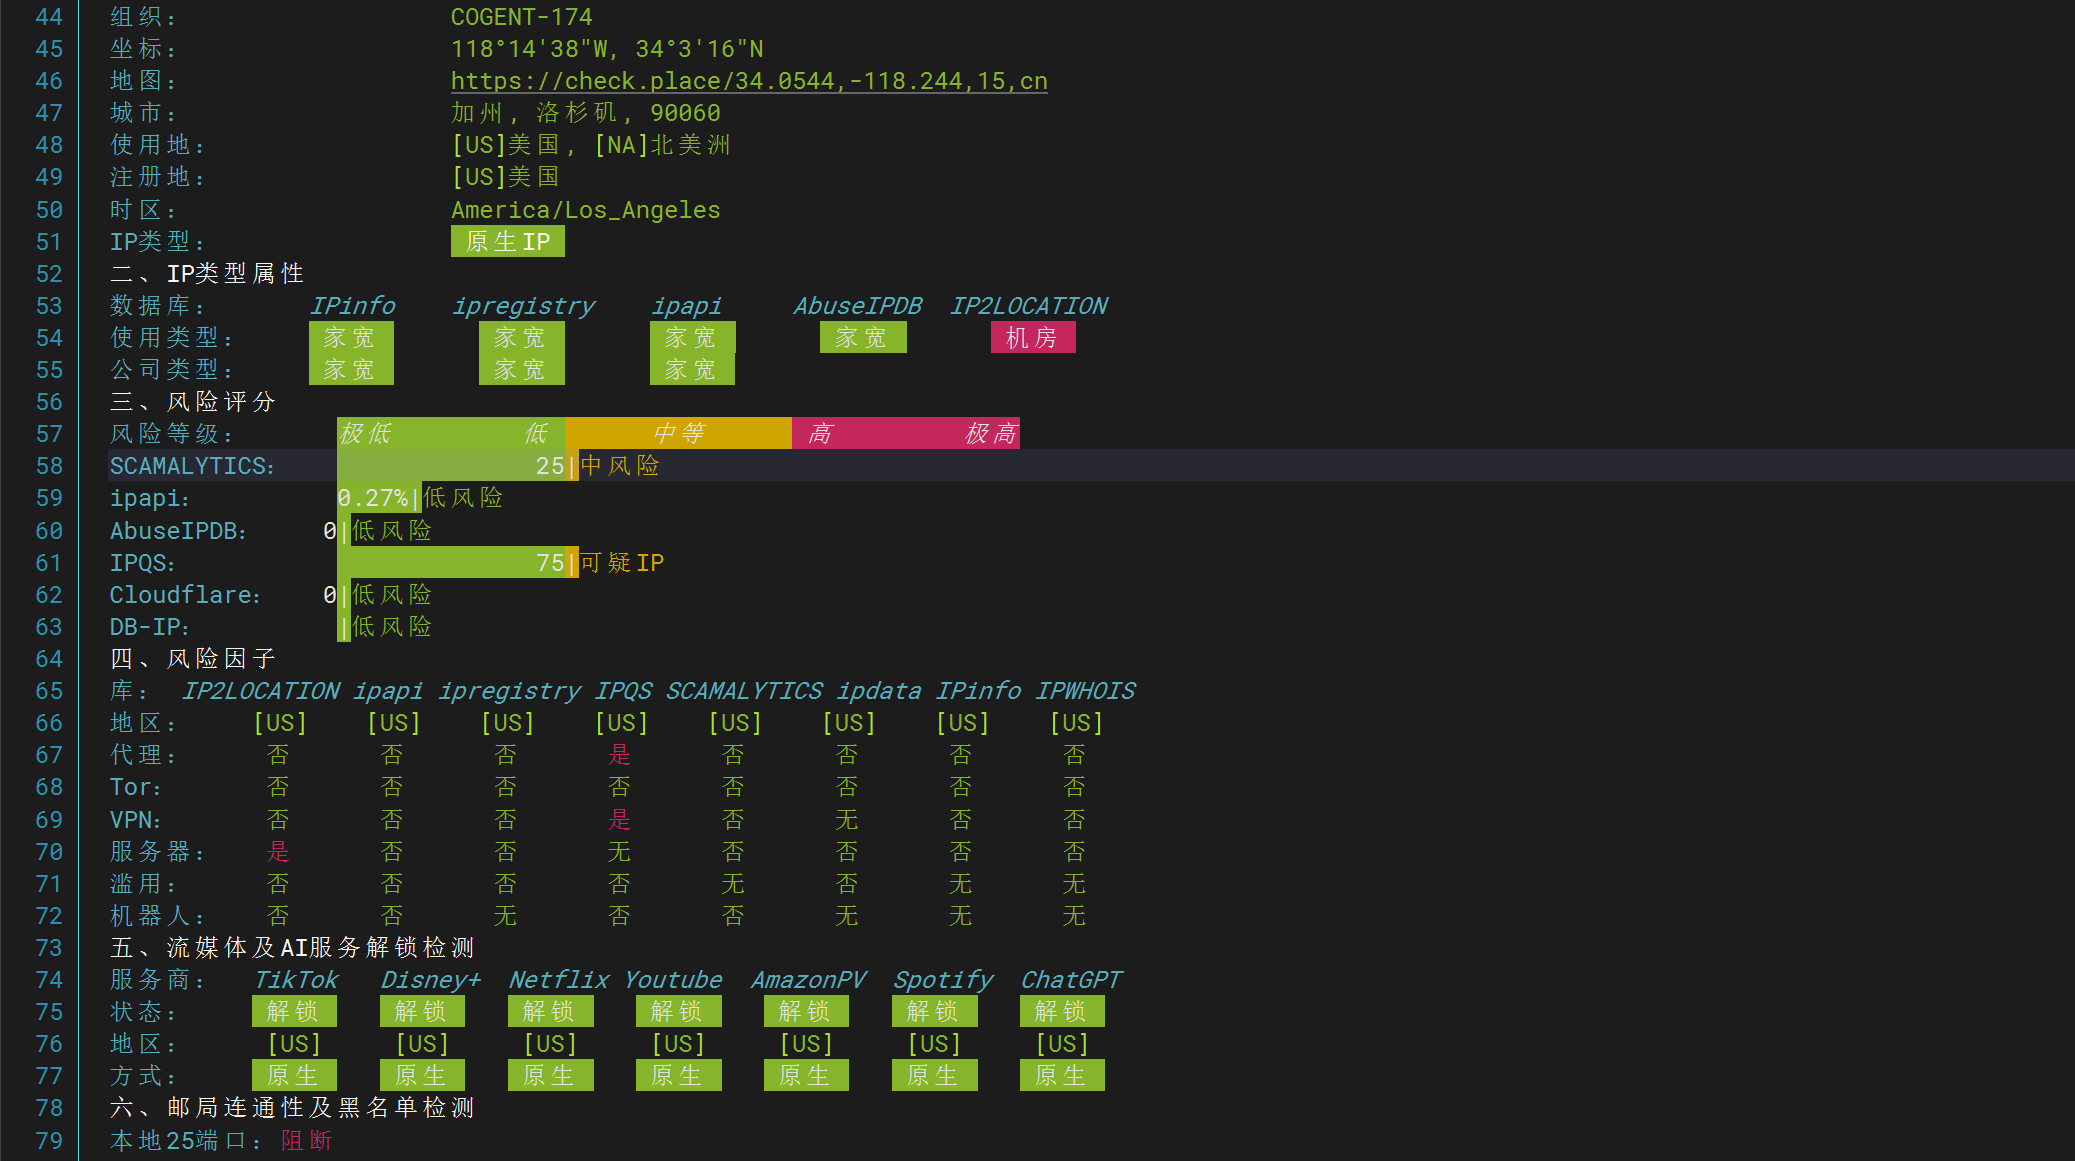 44 组织： COGENT-174
45 坐标： 118°14'38"W, 34°3'16"N
46 地图： https://check.place/34.0544,-118.244,15,cn
47 城市： 加州, 洛杉矶, 90060
48 使用地： [US]美国, [NA]北美洲
49 注册地： [US]美国
50 时区： America/Los_Angeles
51 IP类型： 原生IP
52 二、IP类型属性
53 数据库： IPinfo ipregistry ipapi AbuseIPDB IP2LOCATION
54 使用类型： 家宽 家宽 家宽 家宽 机房
55 公司类型： 家宽 家宽 家宽
56 三、风险评分
57 风险等级： 极低 低 中等 高 极高
58 SCAMALYTICS： 25|中风险
59 ipapi： 0.27%|低风险
60 AbuseIPDB： 0|低风险
61 IPQS： 75|可疑IP
62 Cloudflare： 0|低风险
63 DB-IP： |低风险
64 四、风险因子
65 库： IP2LOCATION ipapi ipregistry IPQS SCAMALYTICS ipdata IPinfo IPWHOIS
66 地区： [US] [US] [US] [US] [US] [US] [US] [US]
67 代理： 否 否 否 是 否 否 否 否
68 Tor： 否 否 否 否 否 否 否 否
69 VPN： 否 否 否 是 否 无 否 否
70 服务器： 是 否 否 无 否 否 否 否
71 滥用： 否 否 否 否 无 否 无 无
72 机器人： 否 否 无 否 否 无 无 无
73 五、流媒体及AI服务解锁检测
74 服务商： TikTok Disney+ Netflix Youtube AmazonPV Spotify ChatGPT
75 状态： 解锁 解锁 解锁 解锁 解锁 解锁 解锁
76 地区： [US] [US] [US] [US] [US] [US] [US]
77 方式： 原生 原生 原生 原生 原生 原生 原生
78 六、邮局连通性及黑名单检测
79 本地25端口： 阻断